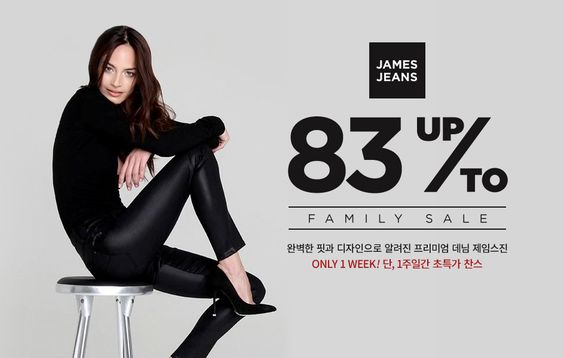 JAMES
JEANS
83% UP TO
FAMILY SALE
완벽한 핏과 디자인으로 알려진 프리미엄 데님 제임스진
ONLY 1 WEEK! 단, 1주일간 초특가 찬스